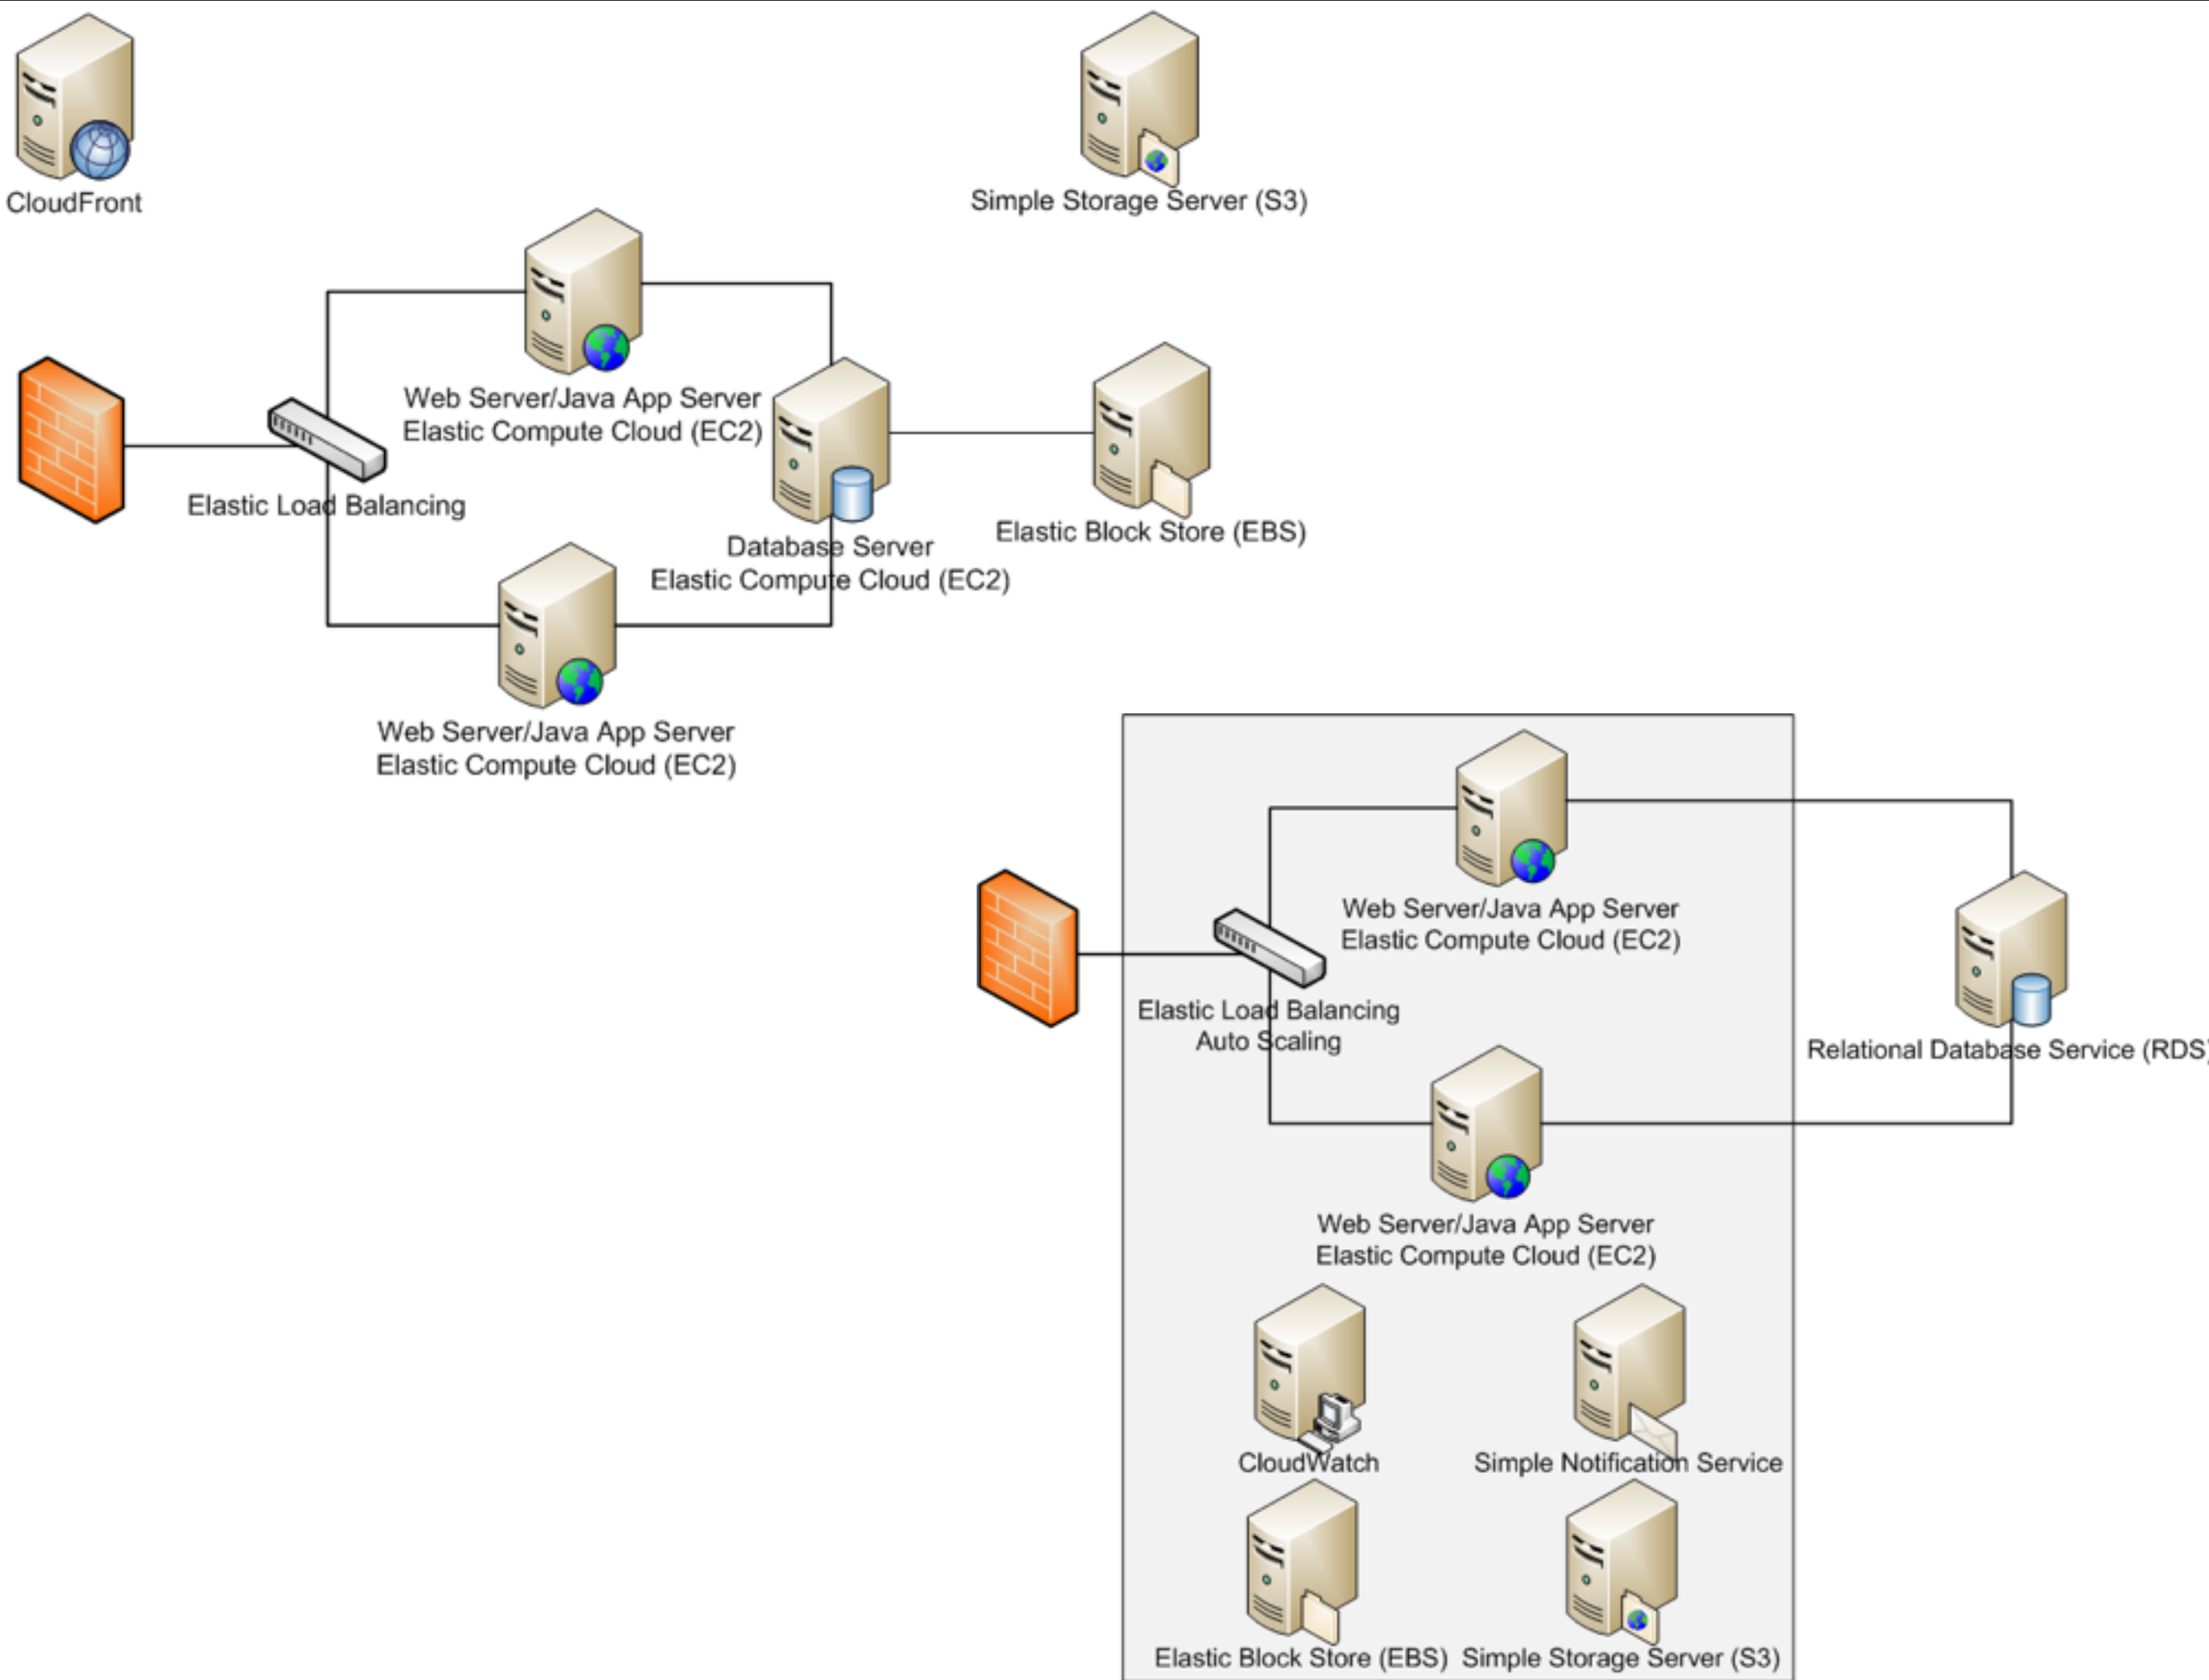 CloudFront
Simple Storage Server (S3)
Web Server/Java App Server
Elastic Compute Cloud (EC2)
Elastic Load Balancing
Database Server
Elastic Compute Cloud (EC2)
Elastic Block Store (EBS)
Web Server/Java App Server
Elastic Compute Cloud (EC2)
Web Server/Java App Server
Elastic Compute Cloud (EC2)
Elastic Load Balancing
Auto Scaling
Relational Database Service (RDS)
Web Server/Java App Server
Elastic Compute Cloud (EC2)
CloudWatch
Simple Notification Service
Elastic Block Store (EBS)
Simple Storage Server (S3)